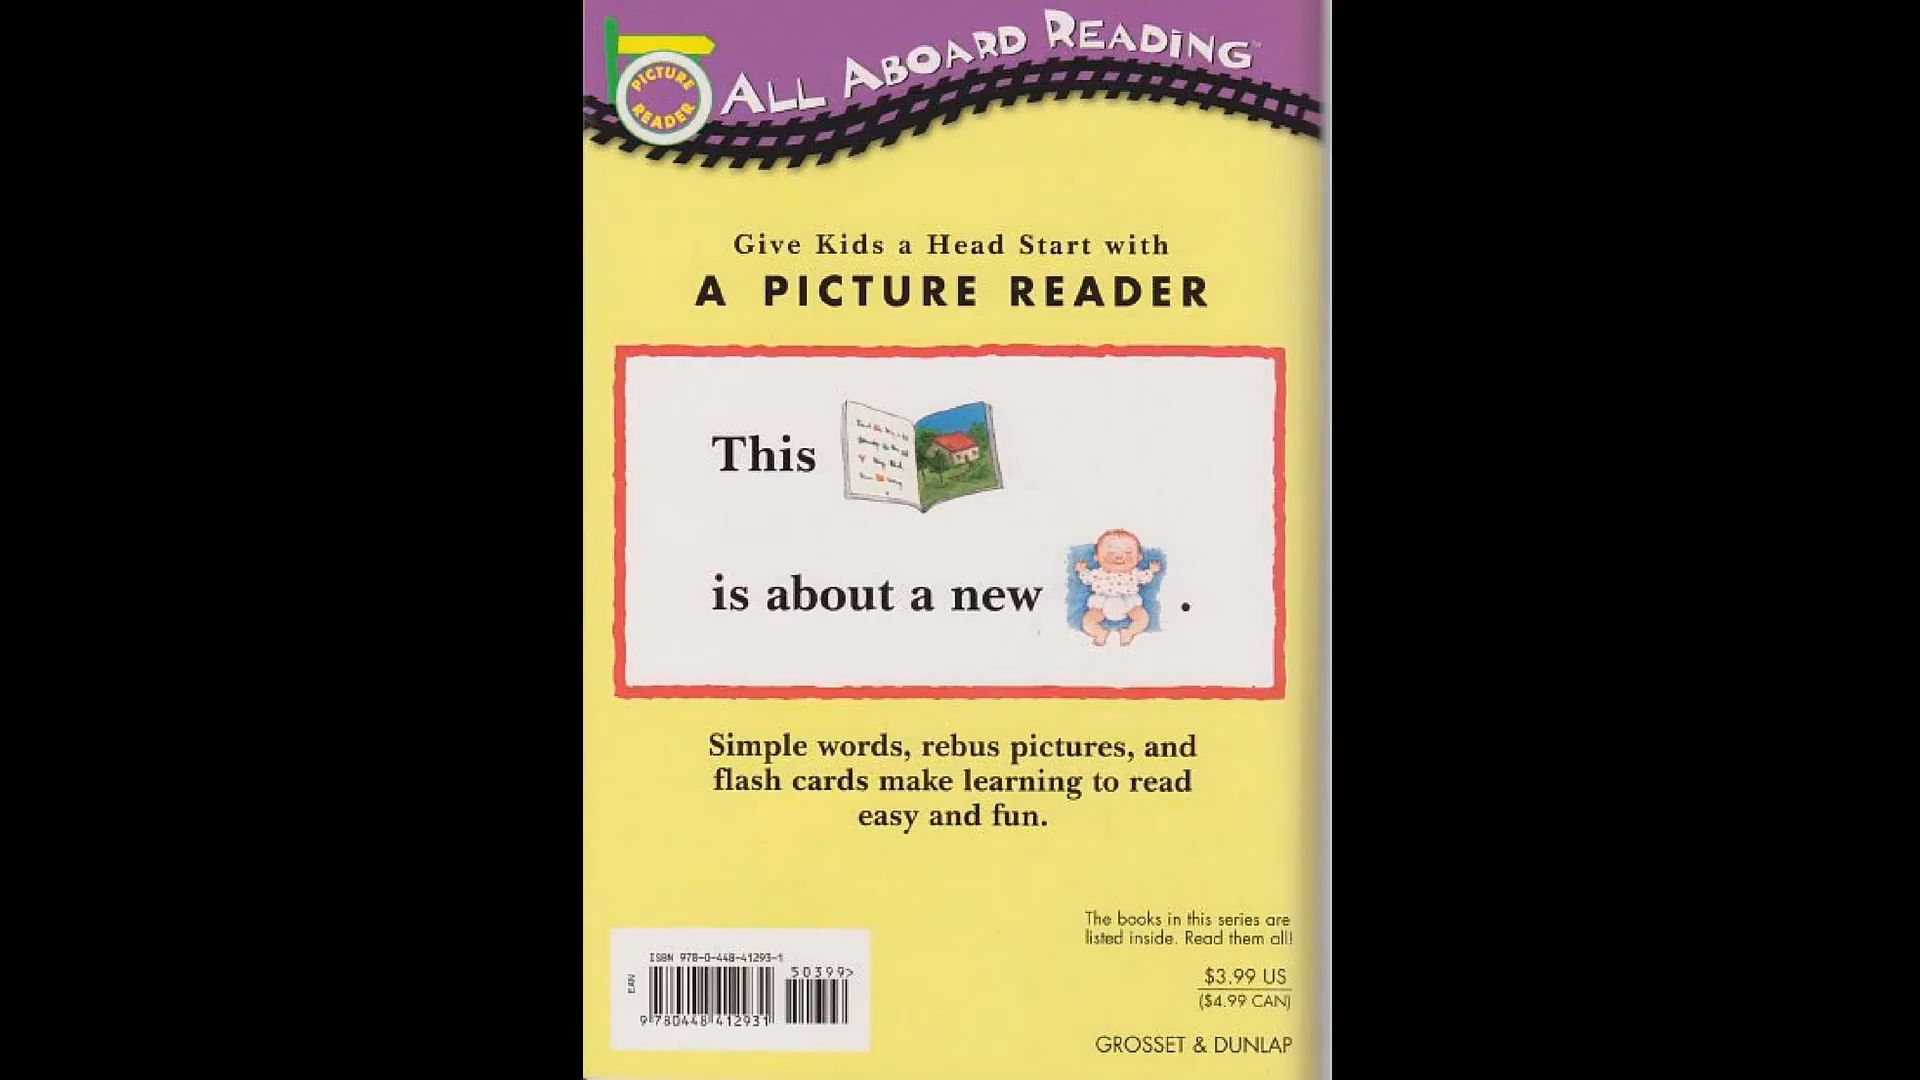 PICTURE
READER
ALL ABOARD READING™
Give Kids a Head Start with
A PICTURE READER
This
is about a new .
Simple words, rebus pictures, and
flash cards make learning to read
easy and fun.
The books in this series are
listed inside. Read them all!
$3.99 US
($4.99 CAN)
GROSSET & DUNLAP
ISBN 978-0-448-41293-1
50399>
EAN
9 780448 412931